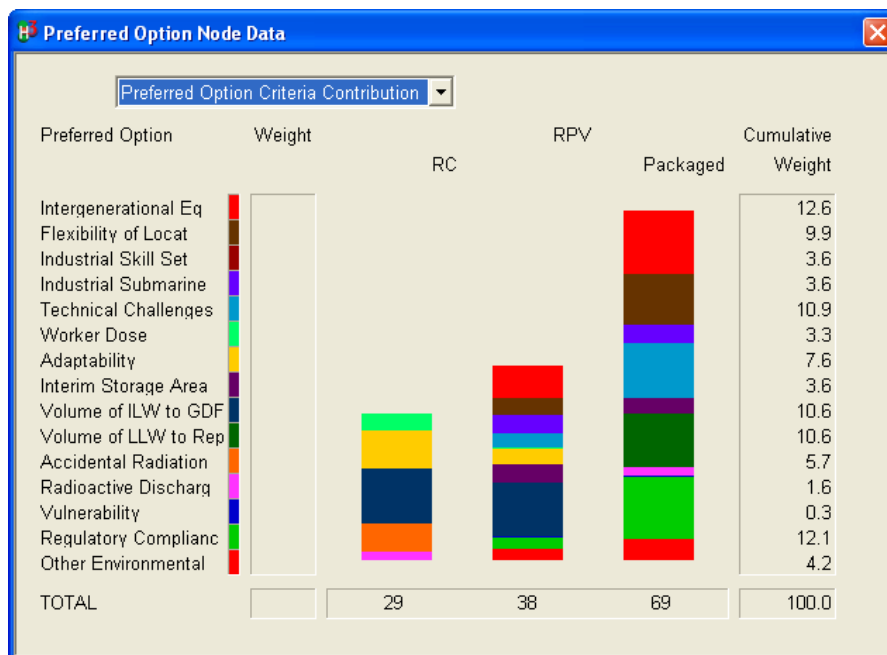 H3 Preferred Option Node Data
Preferred Option Criteria Contribution
Preferred Option Weight RPV Cumulative
RC Packaged Weight
Intergenerational Eq 12.6
Flexibility of Locat 9.9
Industrial Skill Set 3.6
Industrial Submarine 3.6
Technical Challenges 10.9
Worker Dose 3.3
Adaptability 7.6
Interim Storage Area 3.6
Volume of ILW to GDF 10.6
Volume of LLW to Rep 10.6
Accidental Radiation 5.7
Radioactive Discharg 1.6
Vulnerability 0.3
Regulatory Complianc 12.1
Other Environmental 4.2
TOTAL 29 38 69 100.0